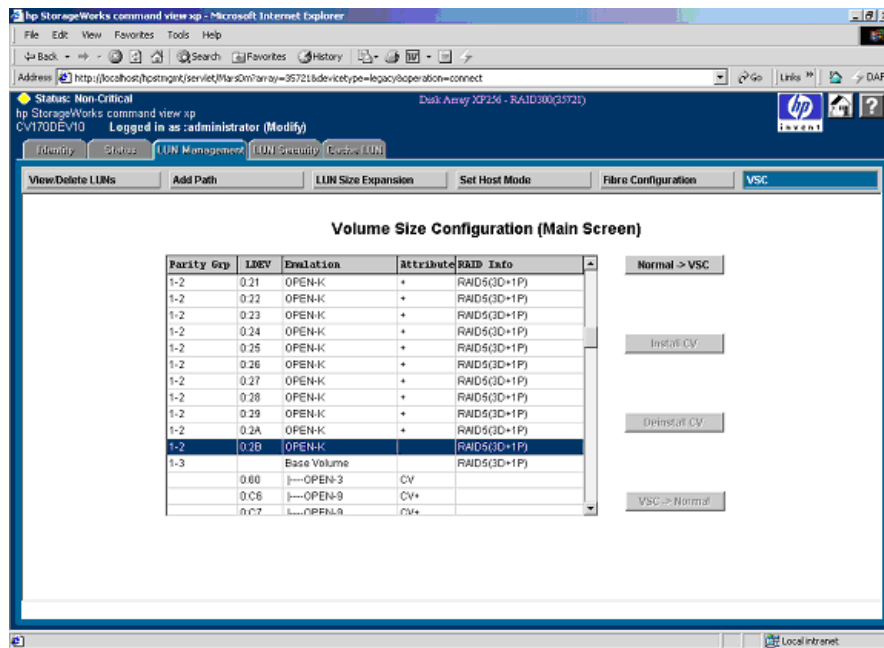 hp StorageWorks command view xp - Microsoft Internet Explorer
File Edit View Favorites Tools Help
Back Search Favorites History
Address http://localhost/hpstmgmt/servlet/MarsDm?array=35721&devicetype=legacy&operation=connect Go Links
Status: Non-Critical Disk Array XP256 - RAID300(35721)
hp StorageWorks command view xp
CV170DEV10 Logged in as :administrator (Modify)
hp
invent
Identity Status LUN Management LUN Security Cache LUN
View/Delete LUNs Add Path LUN Size Expansion Set Host Mode Fibre Configuration VSC
Volume Size Configuration (Main Screen)
Parity Grp LDEV Emulation Attribute RAID Info
1-2 0:21 OPEN-K + RAID5(3D+1P)
1-2 0:22 OPEN-K + RAID5(3D+1P)
1-2 0:23 OPEN-K + RAID5(3D+1P)
1-2 0:24 OPEN-K + RAID5(3D+1P)
1-2 0:25 OPEN-K + RAID5(3D+1P)
1-2 0:26 OPEN-K + RAID5(3D+1P)
1-2 0:27 OPEN-K + RAID5(3D+1P)
1-2 0:28 OPEN-K + RAID5(3D+1P)
1-2 0:29 OPEN-K + RAID5(3D+1P)
1-2 0:2A OPEN-K + RAID5(3D+1P)
1-2 0:2B OPEN-K RAID5(3D+1P)
1-3 Base Volume RAID5(3D+1P)
0:60 |----OPEN-3 CV
0:C6 |----OPEN-9 CV+
0:C7 |----OPEN-9 CV+
Normal -> VSC
Install CV
Deinstall CV
VSC -> Normal
Local intranet